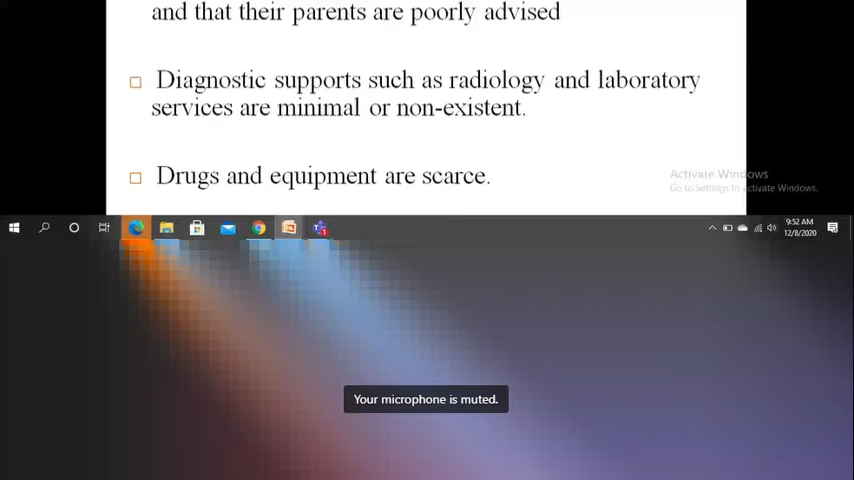 and that their parents are poorly advised
Diagnostic supports such as radiology and laboratory
services are minimal or non-existent.
Drugs and equipment are scarce.
Activate Windows
Go to Settings to activate Windows.
9:52 AM
12/8/2020
Your microphone is muted.